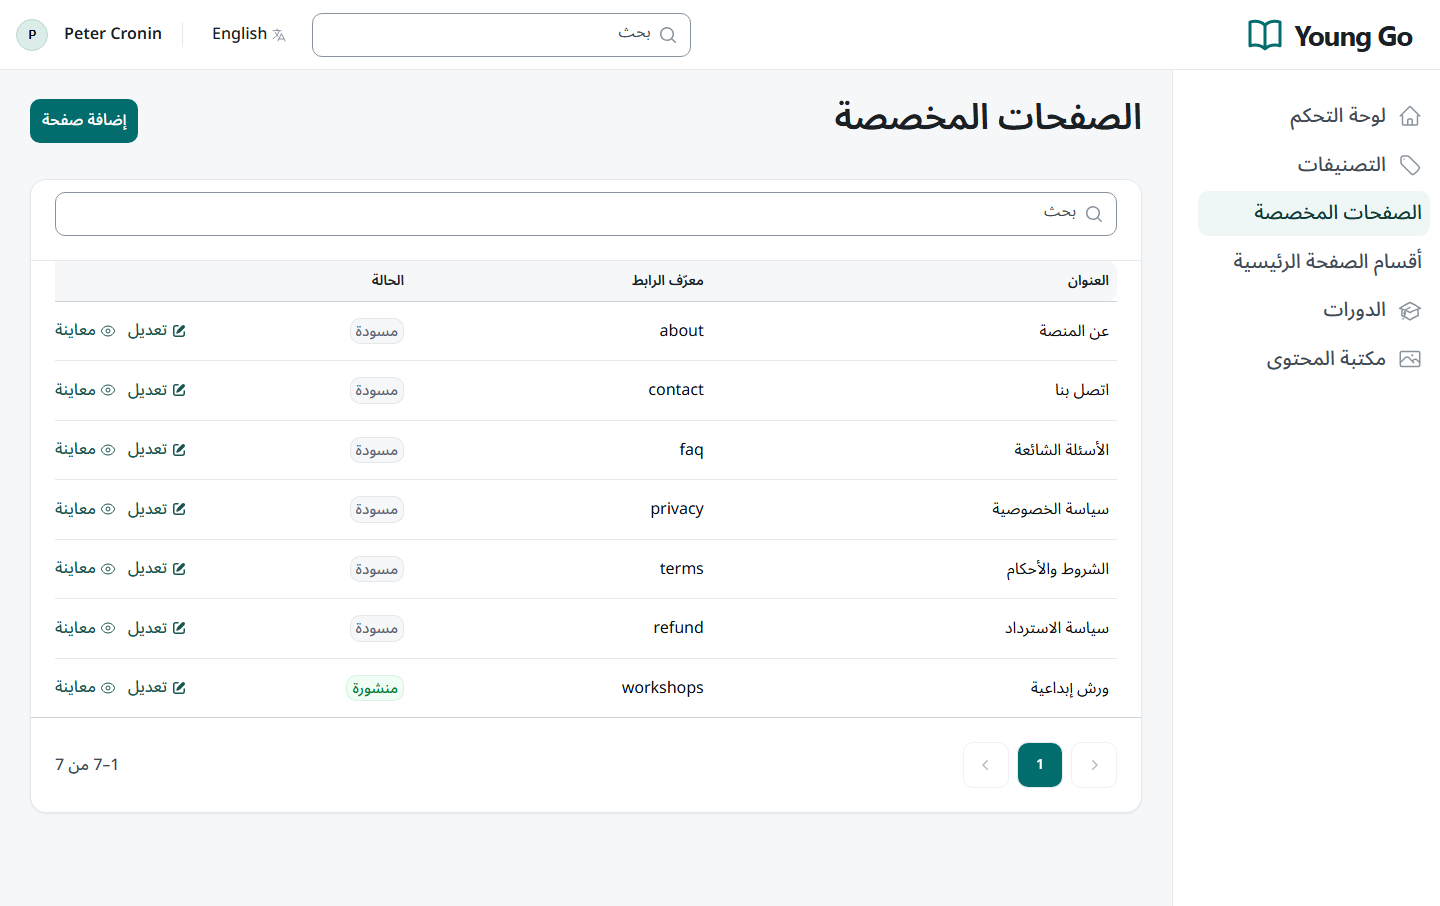 Young Go
بحث
English
Peter Cronin
P
لوحة التحكم
التصنيفات
الصفحات المخصصة
أقسام الصفحة الرئيسية
الدورات
مكتبة المحتوى
الصفحات المخصصة
إضافة صفحة
بحث
العنوان معرّف الرابط الحالة
عن المنصة about مسودة تعديل معاينة
اتصل بنا contact مسودة تعديل معاينة
الأسئلة الشائعة faq مسودة تعديل معاينة
سياسة الخصوصية privacy مسودة تعديل معاينة
الشروط والأحكام terms مسودة تعديل معاينة
سياسة الاسترداد refund مسودة تعديل معاينة
ورش إبداعية workshops منشورة تعديل معاينة
1
1–7 من 7